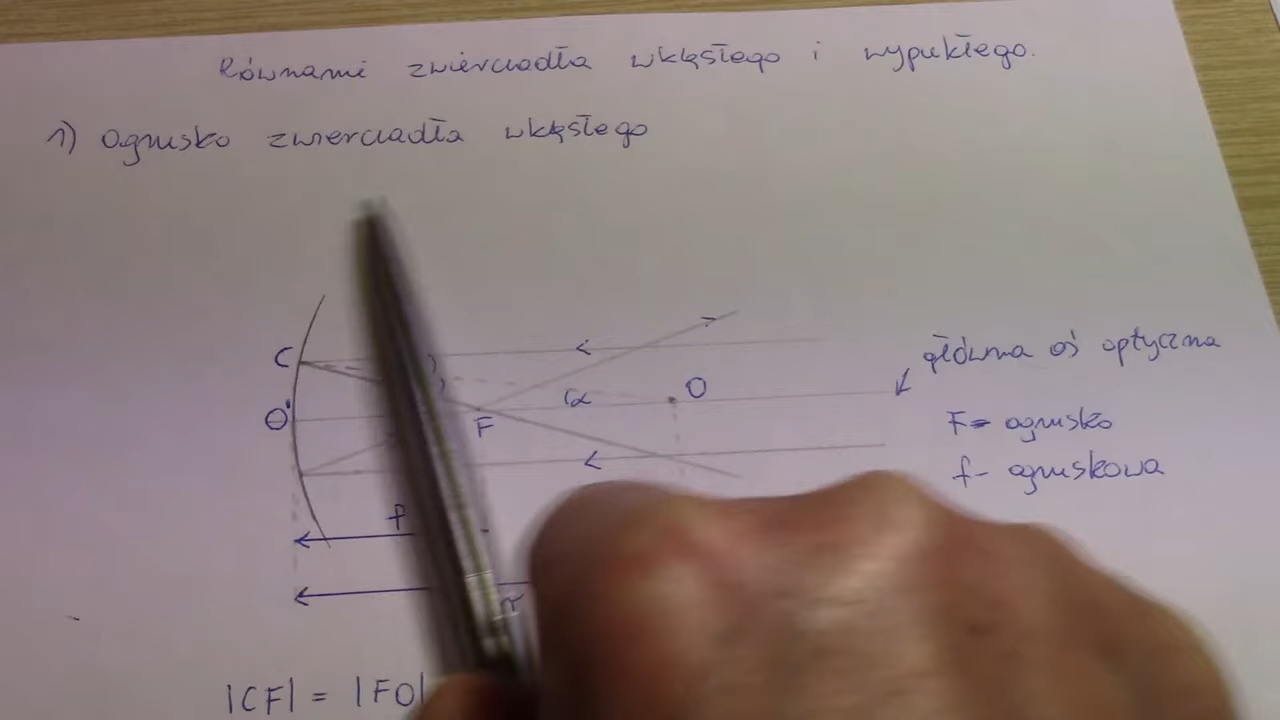 Równanie zwierciadła wklęsłego i wypukłego.
1) Ognisko zwierciadła wklęsłego
C
główna oś optyczna
α
O
O'
F
F - ognisko
f - ogniskowa
f
r
|CF| = |FO|